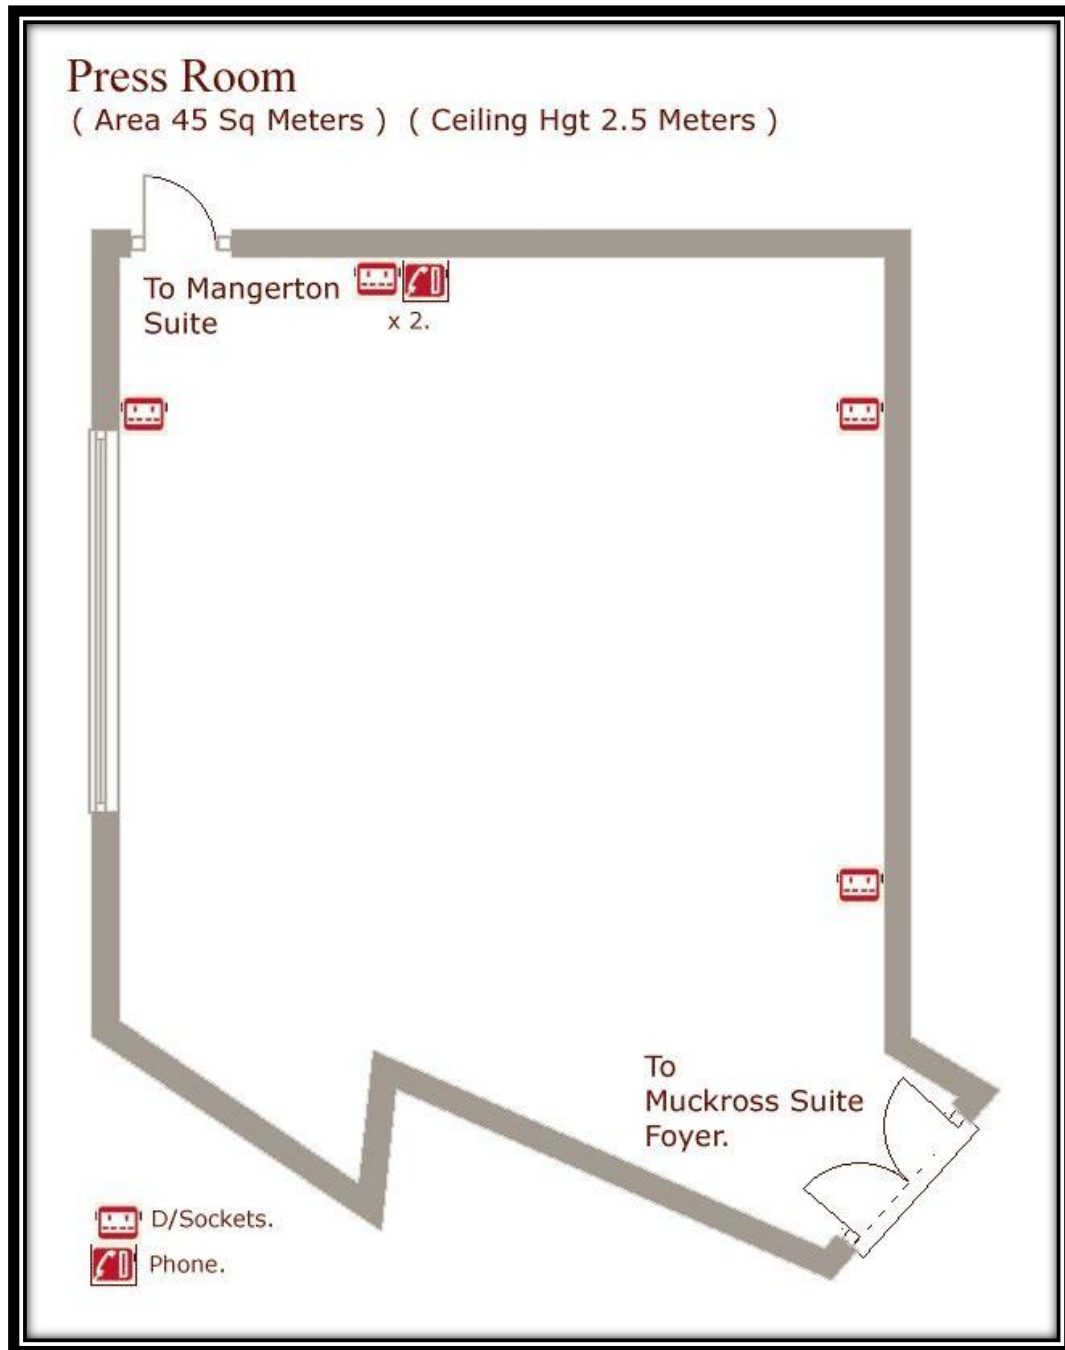 Press Room
( Area 45 Sq Meters ) ( Ceiling Hgt 2.5 Meters )
To Mangerton
Suite
x 2.
To
Muckross Suite
Foyer.
D/Sockets.
Phone.